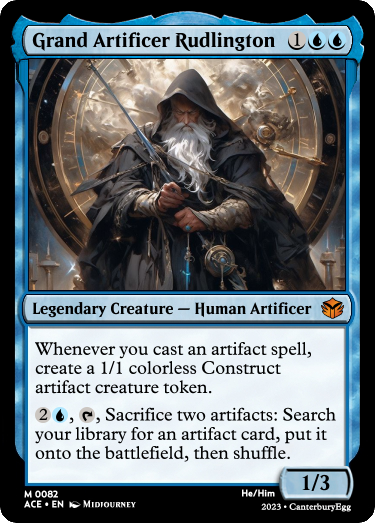 Grand Artificer Rudlington 1
Legendary Creature — Human Artificer
Whenever you cast an artifact spell,
create a 1/1 colorless Construct
artifact creature token.
2, , Sacrifice two artifacts: Search
your library for an artifact card, put it
onto the battlefield, then shuffle.
1/3
M 0082
He/Him
ACE • EN Midjourney
2023 • CanterburyEgg